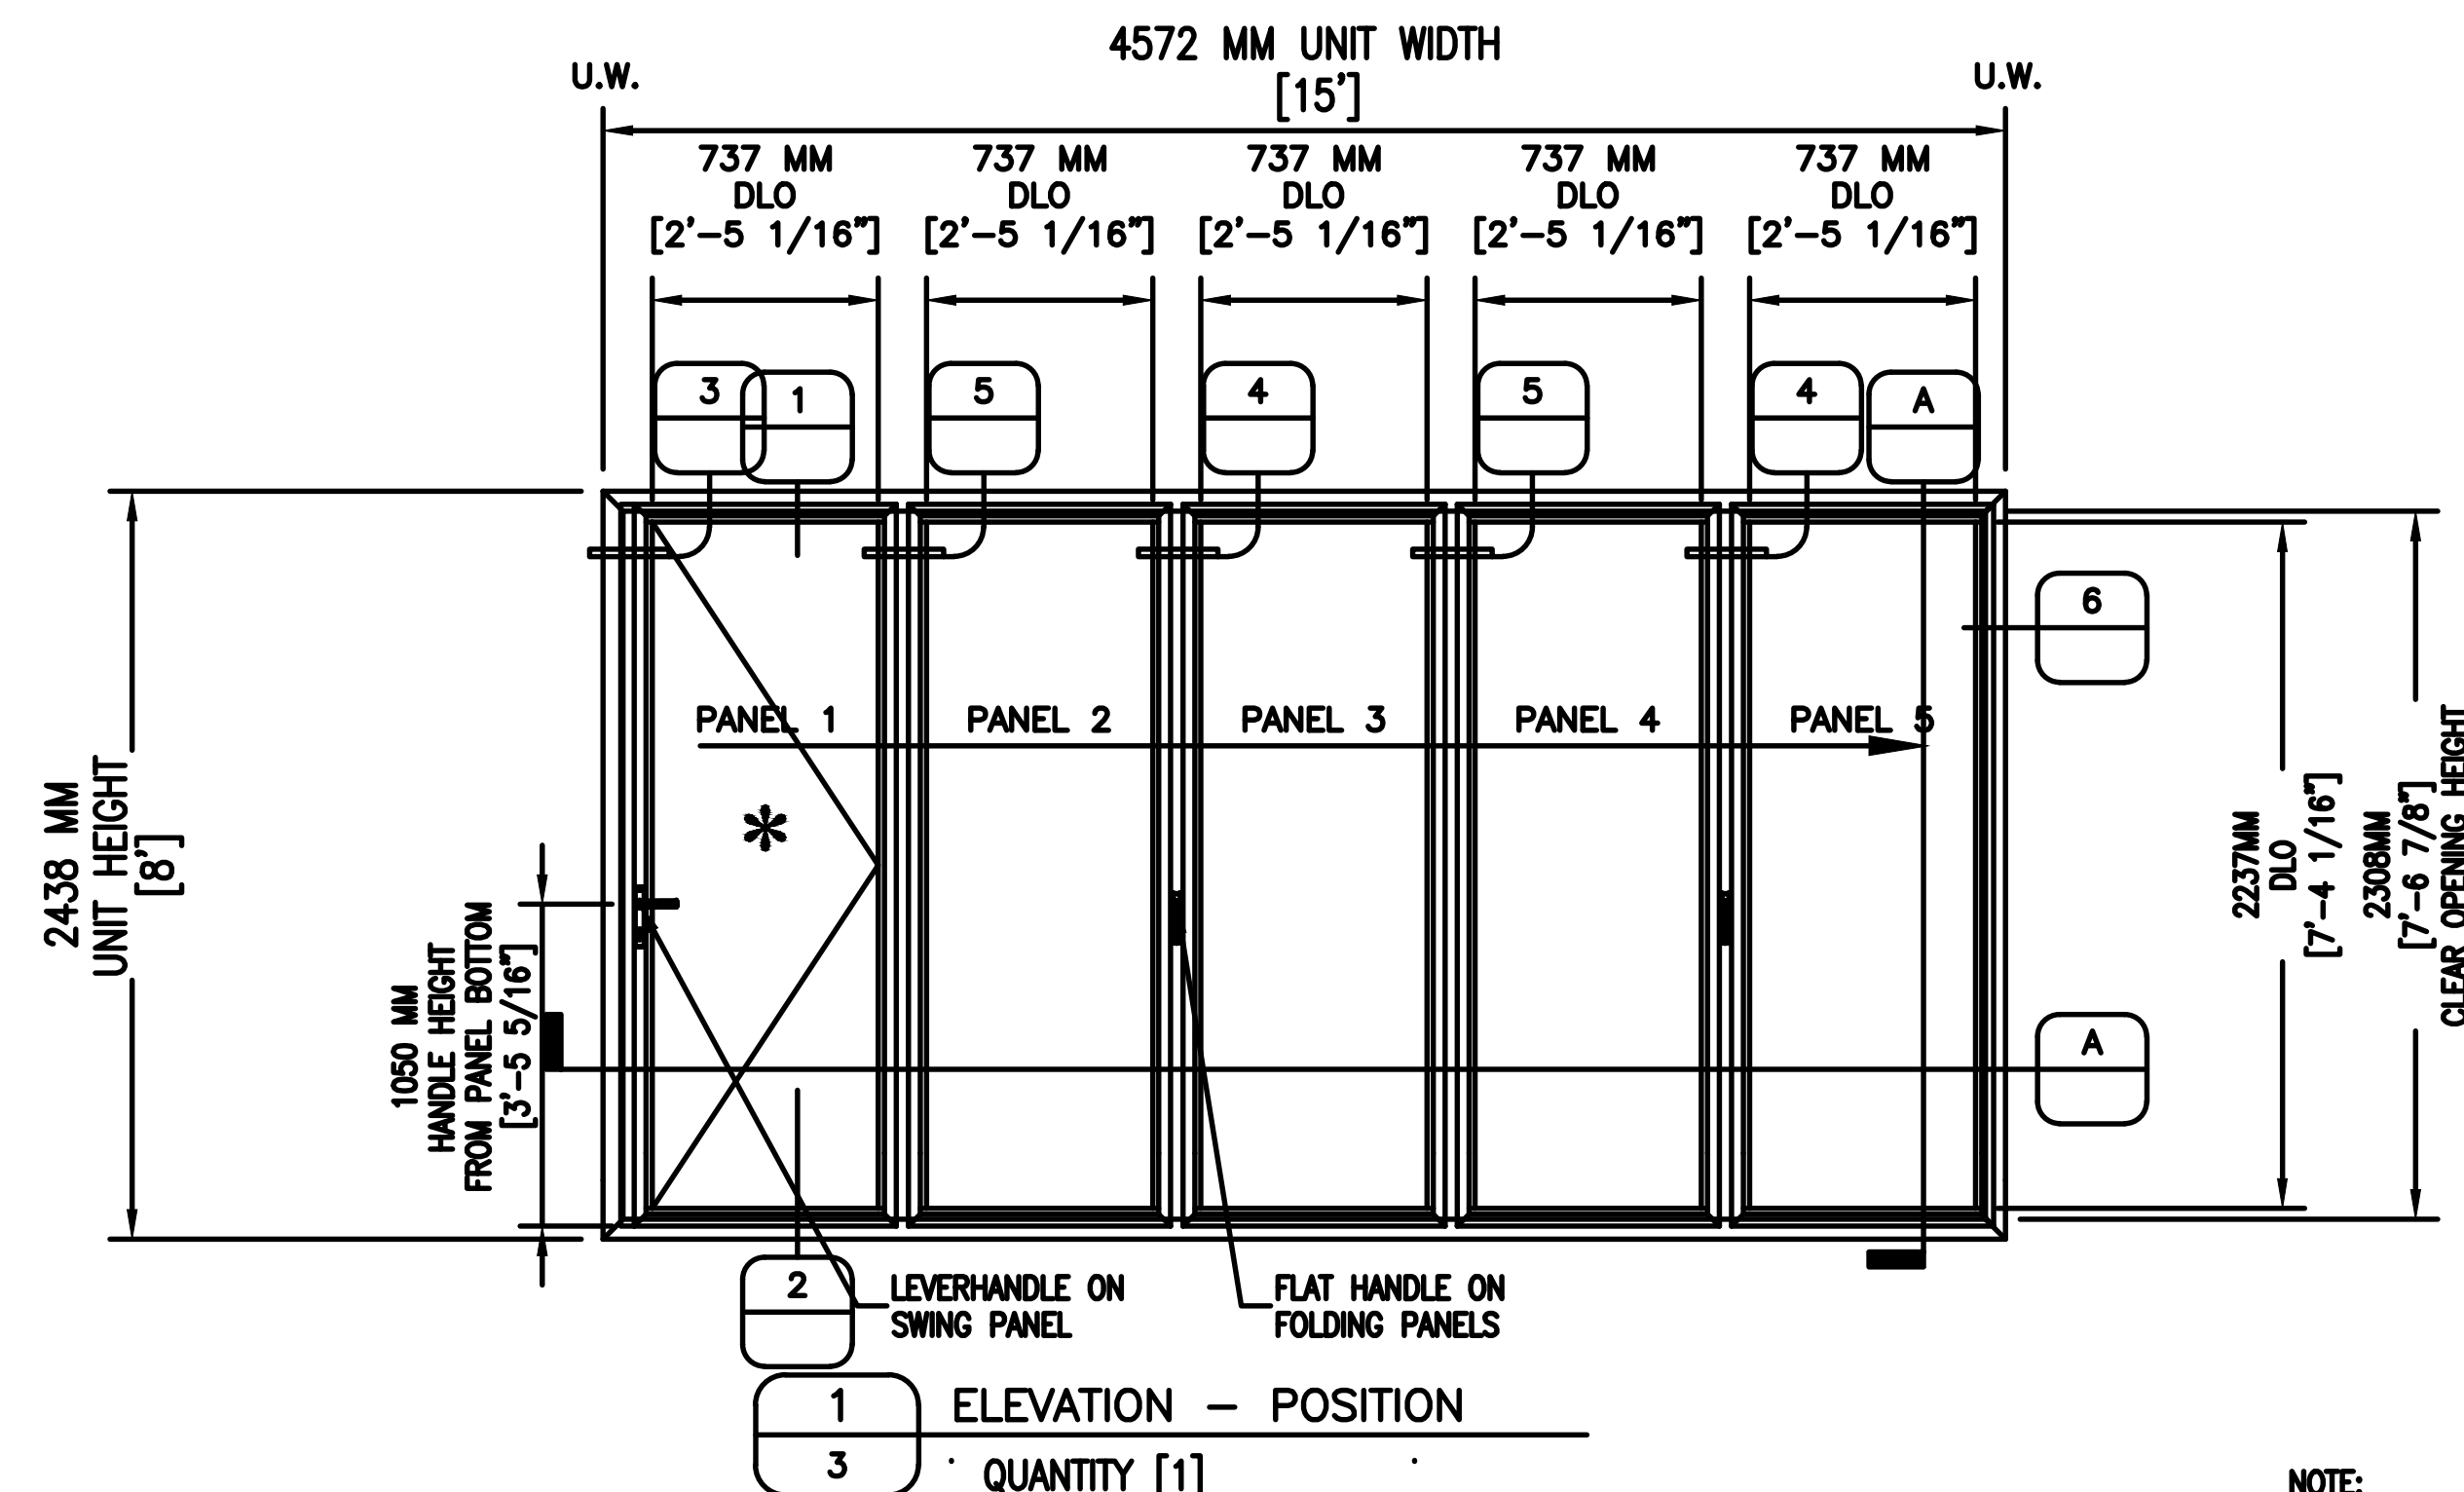 4572 MM UNIT WIDTH
[15']
U.W.
U.W.
737 MM
DLO
[2'-5 1/16"]
737 MM
DLO
[2'-5 1/16"]
737 MM
DLO
[2'-5 1/16"]
737 MM
DLO
[2'-5 1/16"]
737 MM
DLO
[2'-5 1/16"]
3
1
5
4
5
4
A
6
PANEL 1
PANEL 2
PANEL 3
PANEL 4
PANEL 5
*
2438 MM
UNIT HEIGHT
[8']
1050 MM
HANDLE HEIGHT
FROM PANEL BOTTOM
[3'-5 5/16"]
2237MM
DLO
[7'-4 1/16"]
2308MM
[7'-6 7/8"]
CLEAR OPENING HEIGHT
A
2
LEVERHANDLE ON
SWING PANEL
FLAT HANDLE ON
FOLDING PANELS
1
3
ELEVATION - POSITION
QUANTITY [1]
NOTE: